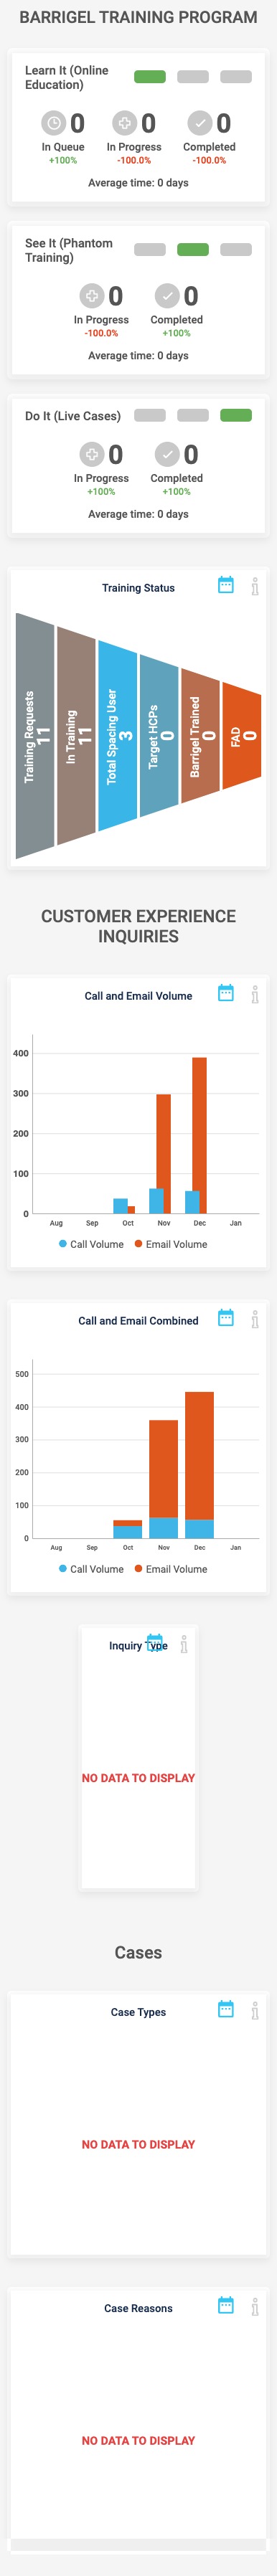 BARRIGEL TRAINING PROGRAM
Learn It (Online
Education)
0 0 0
In Queue In Progress Completed
+100% -100.0% -100.0%
Average time: 0 days
See It (Phantom
Training)
0 0
In Progress Completed
-100.0% +100%
Average time: 0 days
Do It (Live Cases)
0 0
In Progress Completed
+100% +100%
Average time: 0 days
Training Status
Training Requests
11
In Training
11
Total Spacing User
3
Target HCPs
0
Barrigel Trained
0
FAD
0
CUSTOMER EXPERIENCE
INQUIRIES
Call and Email Volume
400
300
200
100
0
Aug Sep Oct Nov Dec Jan
Call Volume Email Volume
Call and Email Combined
500
400
300
200
100
0
Aug Sep Oct Nov Dec Jan
Call Volume Email Volume
Inquiry Type
NO DATA TO DISPLAY
Cases
Case Types
NO DATA TO DISPLAY
Case Reasons
NO DATA TO DISPLAY